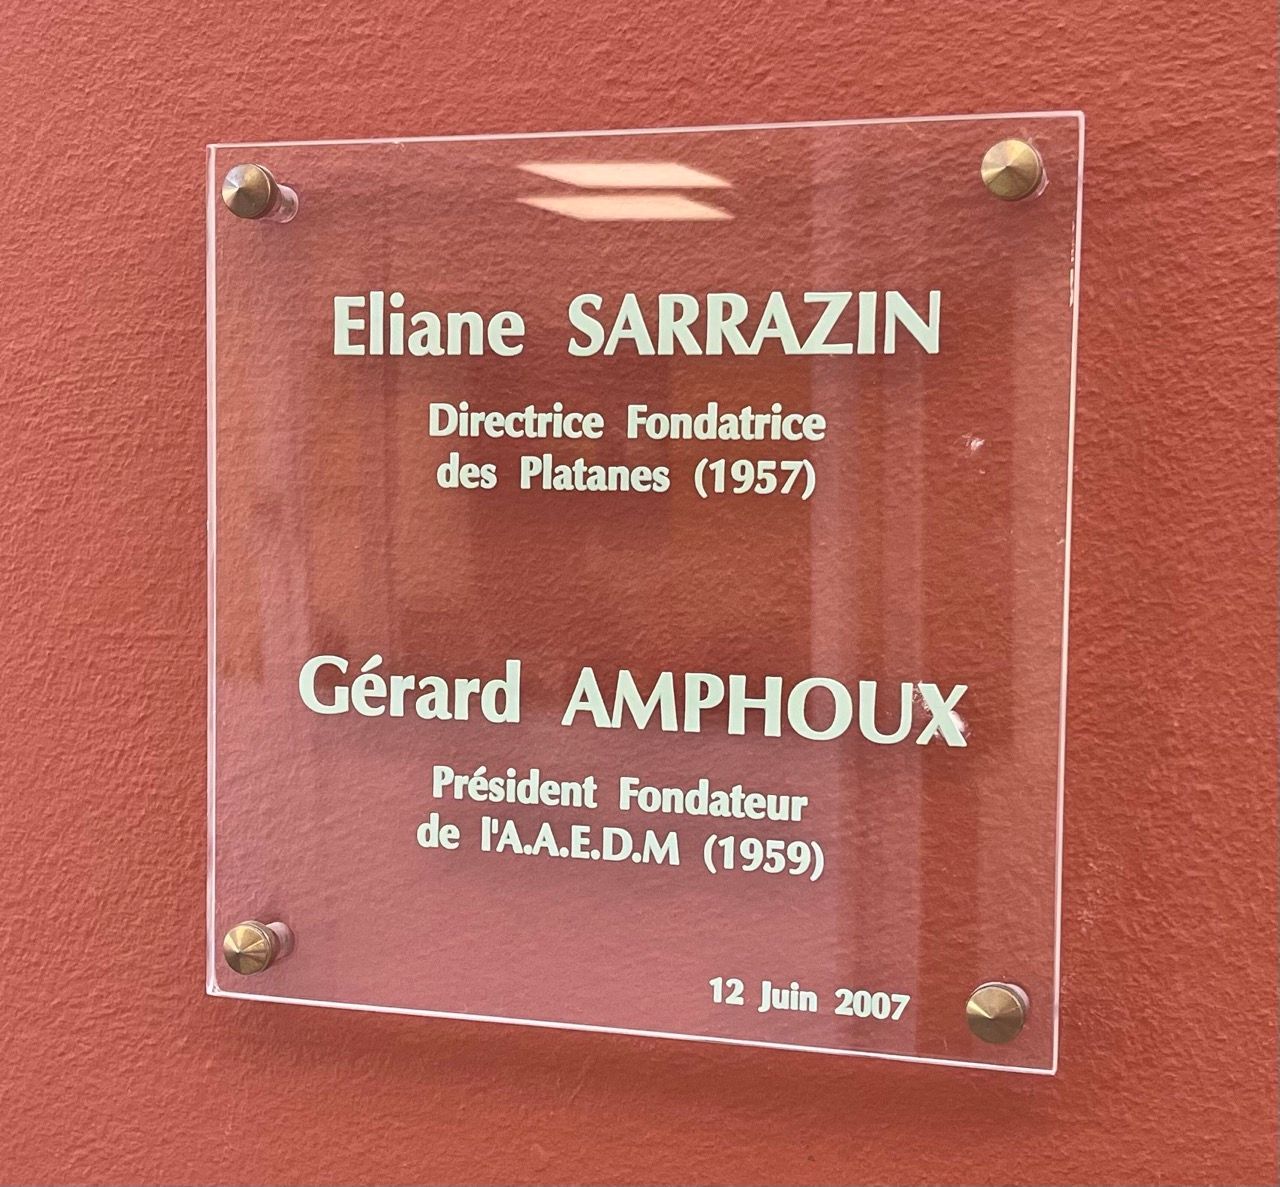 Eliane SARRAZIN
Directrice Fondatrice
des Platanes (1957)
Gérard AMPHOUX
Président Fondateur
de l'A.A.E.D.M (1959)
12 Juin 2007